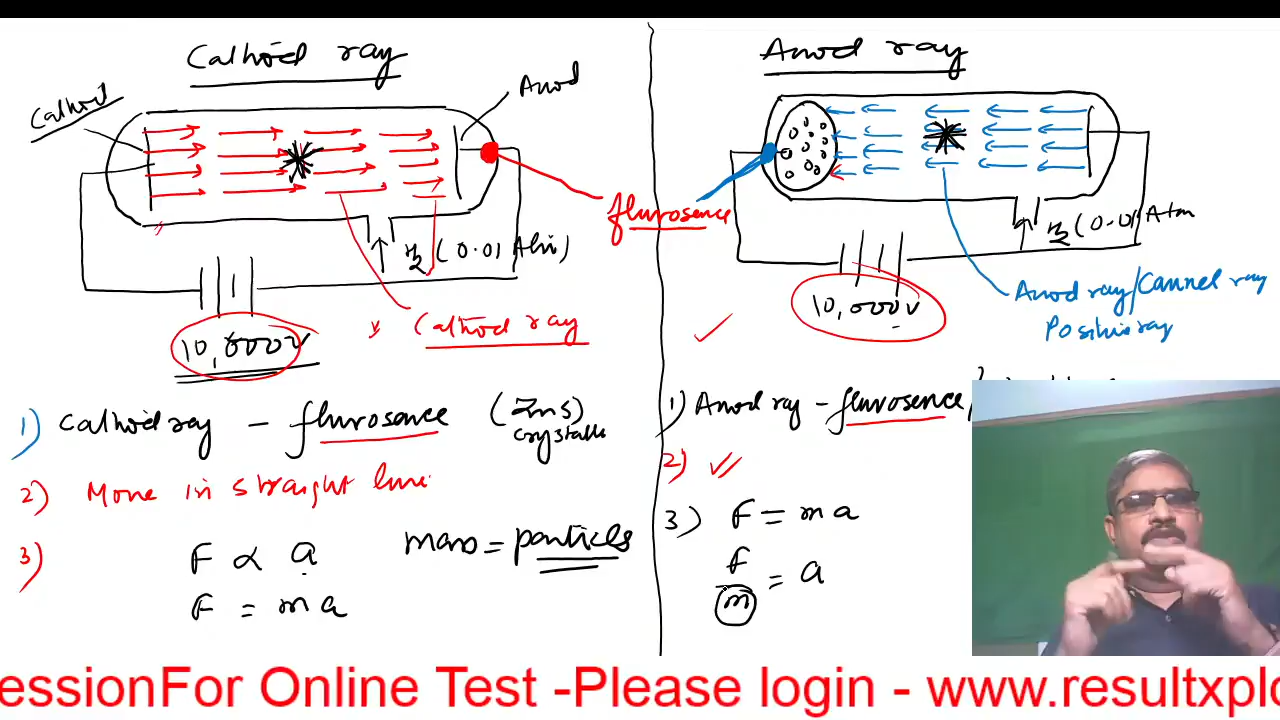 Cathod ray
Cathod
Anod
H2 (0.01 Atm)
Cathod ray
10,000V
flurosence
1) Cathod ray - flurosence (ZnS)
crystalls
2) Move in straight line
3) F ∝ a
F = ma
mass = particls
Anod ray
H2 (0.01 Atm
10,000V
Anod ray/Cannel ray
Positive ray
1) Anod ray - flurosence
2)
3) F = ma
F
m = a
essionFor Online Test -Please login - www.resultxplo